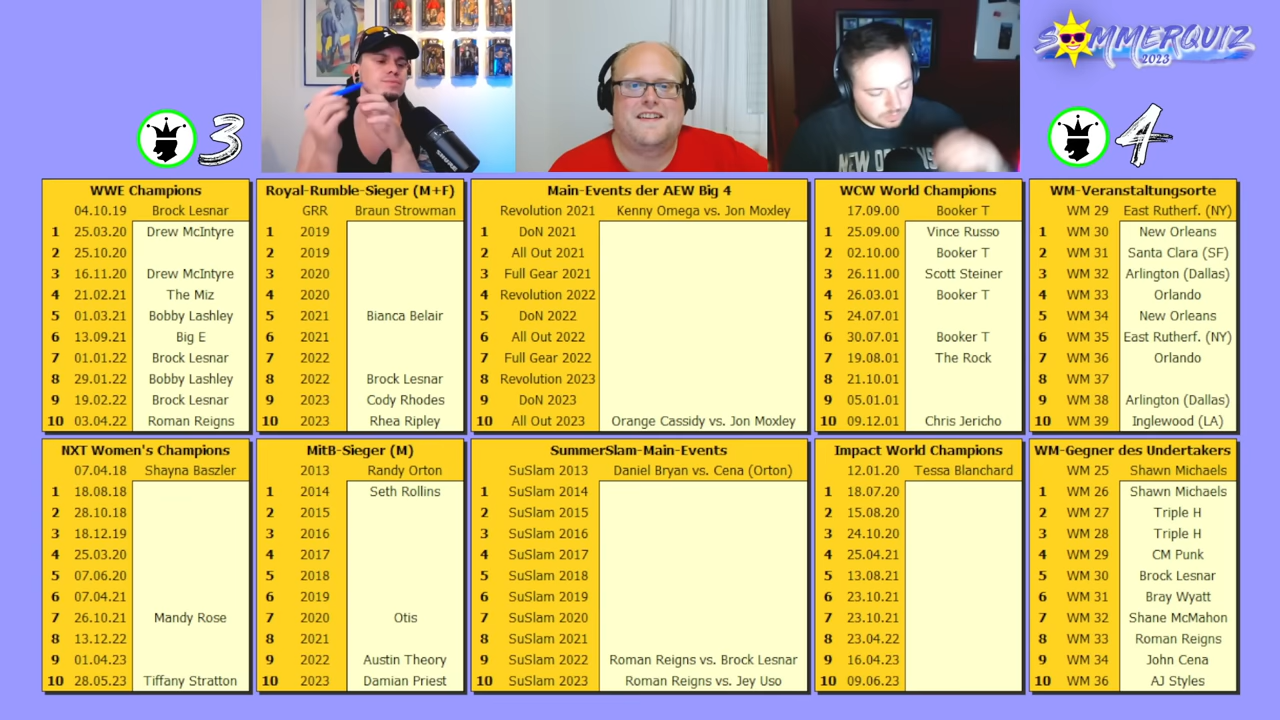 SOMMERQUIZ
2023
3
4
NEW ORLEANS
WWE Champions
04.10.19 Brock Lesnar
1 25.03.20 Drew McIntyre
2 25.10.20
3 16.11.20 Drew McIntyre
4 21.02.21 The Miz
5 01.03.21 Bobby Lashley
6 13.09.21 Big E
7 01.01.22 Brock Lesnar
8 29.01.22 Bobby Lashley
9 19.02.22 Brock Lesnar
10 03.04.22 Roman Reigns
Royal-Rumble-Sieger (M+F)
GRR Braun Strowman
1 2019
2 2019
3 2020
4 2020
5 2021 Bianca Belair
6 2021
7 2022
8 2022 Brock Lesnar
9 2023 Cody Rhodes
10 2023 Rhea Ripley
Main-Events der AEW Big 4
Revolution 2021 Kenny Omega vs. Jon Moxley
1 DoN 2021
2 All Out 2021
3 Full Gear 2021
4 Revolution 2022
5 DoN 2022
6 All Out 2022
7 Full Gear 2022
8 Revolution 2023
9 DoN 2023
10 All Out 2023 Orange Cassidy vs. Jon Moxley
WCW World Champions
17.09.00 Booker T
1 25.09.00 Vince Russo
2 02.10.00 Booker T
3 26.11.00 Scott Steiner
4 26.03.01 Booker T
5 24.07.01
6 30.07.01 Booker T
7 19.08.01 The Rock
8 21.10.01
9 05.01.01
10 09.12.01 Chris Jericho
WM-Veranstaltungsorte
WM 29 East Rutherf. (NY)
1 WM 30 New Orleans
2 WM 31 Santa Clara (SF)
3 WM 32 Arlington (Dallas)
4 WM 33 Orlando
5 WM 34 New Orleans
6 WM 35 East Rutherf. (NY)
7 WM 36 Orlando
8 WM 37
9 WM 38 Arlington (Dallas)
10 WM 39 Inglewood (LA)
NXT Women's Champions
07.04.18 Shayna Baszler
1 18.08.18
2 28.10.18
3 18.12.19
4 25.03.20
5 07.06.20
6 07.04.21
7 26.10.21 Mandy Rose
8 13.12.22
9 01.04.23
10 28.05.23 Tiffany Stratton
MitB-Sieger (M)
2013 Randy Orton
1 2014 Seth Rollins
2 2015
3 2016
4 2017
5 2018
6 2019
7 2020 Otis
8 2021
9 2022 Austin Theory
10 2023 Damian Priest
SummerSlam-Main-Events
SuSlam 2013 Daniel Bryan vs. Cena (Orton)
1 SuSlam 2014
2 SuSlam 2015
3 SuSlam 2016
4 SuSlam 2017
5 SuSlam 2018
6 SuSlam 2019
7 SuSlam 2020
8 SuSlam 2021
9 SuSlam 2022 Roman Reigns vs. Brock Lesnar
10 SuSlam 2023 Roman Reigns vs. Jey Uso
Impact World Champions
12.01.20 Tessa Blanchard
1 18.07.20
2 15.08.20
3 24.10.20
4 25.04.21
5 13.08.21
6 23.10.21
7 23.10.21
8 23.04.22
9 16.04.23
10 09.06.23
WM-Gegner des Undertakers
WM 25 Shawn Michaels
1 WM 26 Shawn Michaels
2 WM 27 Triple H
3 WM 28 Triple H
4 WM 29 CM Punk
5 WM 30 Brock Lesnar
6 WM 31 Bray Wyatt
7 WM 32 Shane McMahon
8 WM 33 Roman Reigns
9 WM 34 John Cena
10 WM 36 AJ Styles